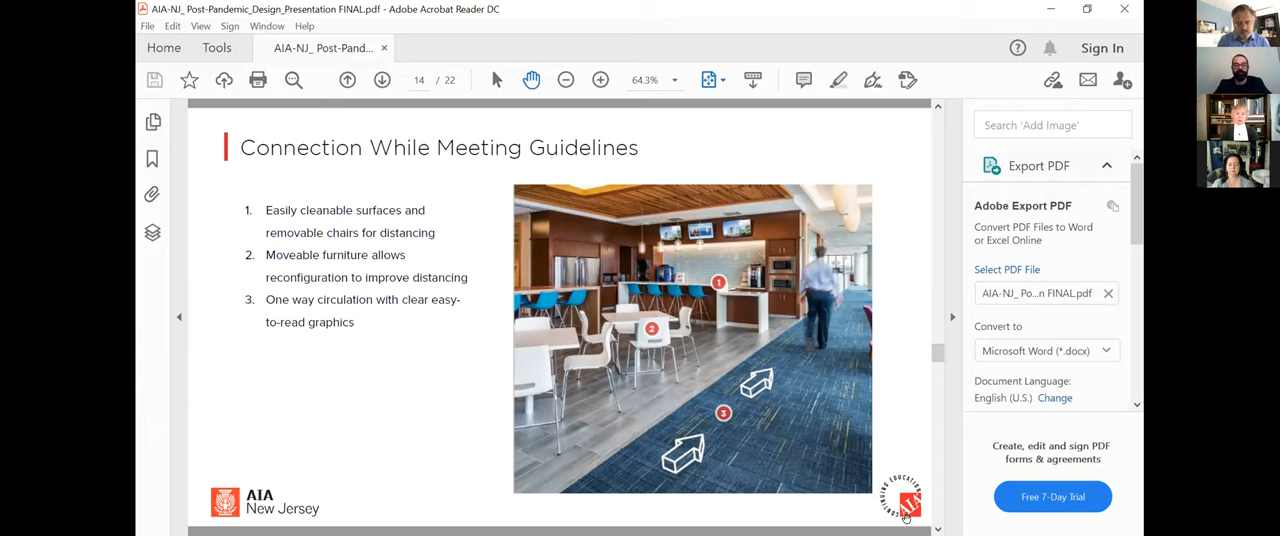 AIA-NJ_ Post-Pandemic_Design_Presentation FINAL.pdf - Adobe Acrobat Reader DC
File Edit View Sign Window Help
Home Tools AIA-NJ_ Post-Pand... ×
Sign In
14 / 22 64.3%
Connection While Meeting Guidelines
1. Easily cleanable surfaces and
removable chairs for distancing
2. Moveable furniture allows
reconfiguration to improve distancing
3. One way circulation with clear easy-
to-read graphics
1
2
3
AIA
New Jersey
CONTINUING EDUCATION
AIA
Search 'Add Image'
Export PDF
Adobe Export PDF
Convert PDF Files to Word
or Excel Online
Select PDF File
AIA-NJ_ Po...n FINAL.pdf
Convert to
Microsoft Word (*.docx)
Document Language:
English (U.S.) Change
Create, edit and sign PDF
forms & agreements
Free 7-Day Trial